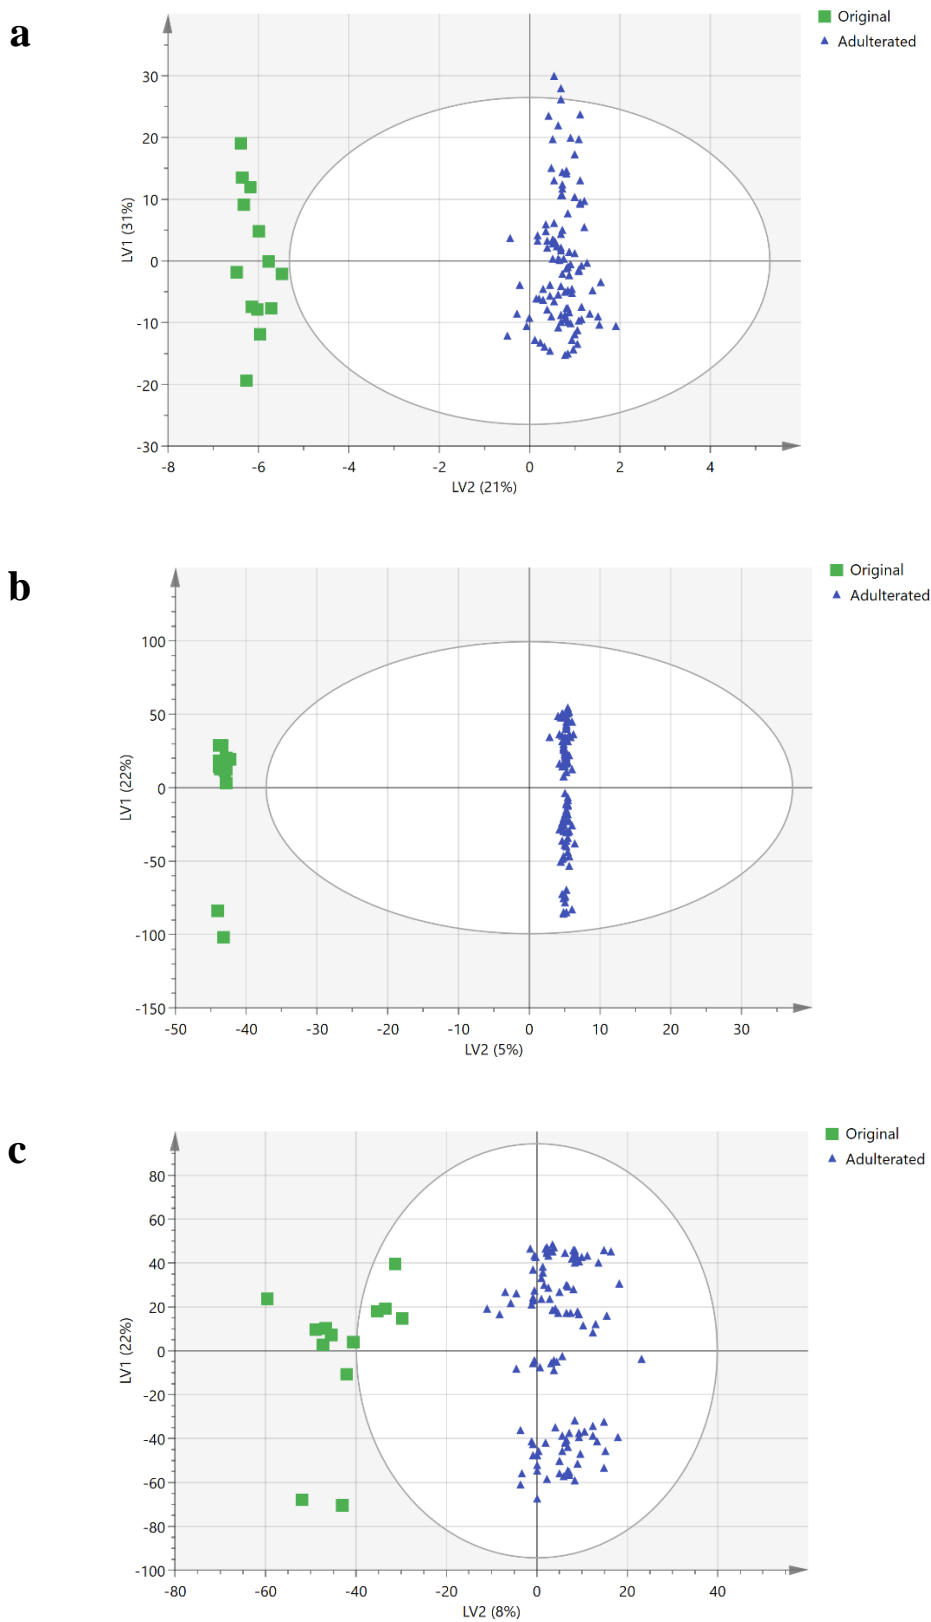 a
Original
Adulterated
30
20
10
0
-10
-20
-30
LV1 (31%)
-8 -6 -4 -2 0 2 4
LV2 (21%)
b
Original
Adulterated
100
50
0
-50
-100
-150
LV1 (22%)
-50 -40 -30 -20 -10 0 10 20 30
LV2 (5%)
c
Original
Adulterated
80
60
40
20
0
-20
-40
-60
-80
-100
LV1 (22%)
-80 -60 -40 -20 0 20 40
LV2 (8%)